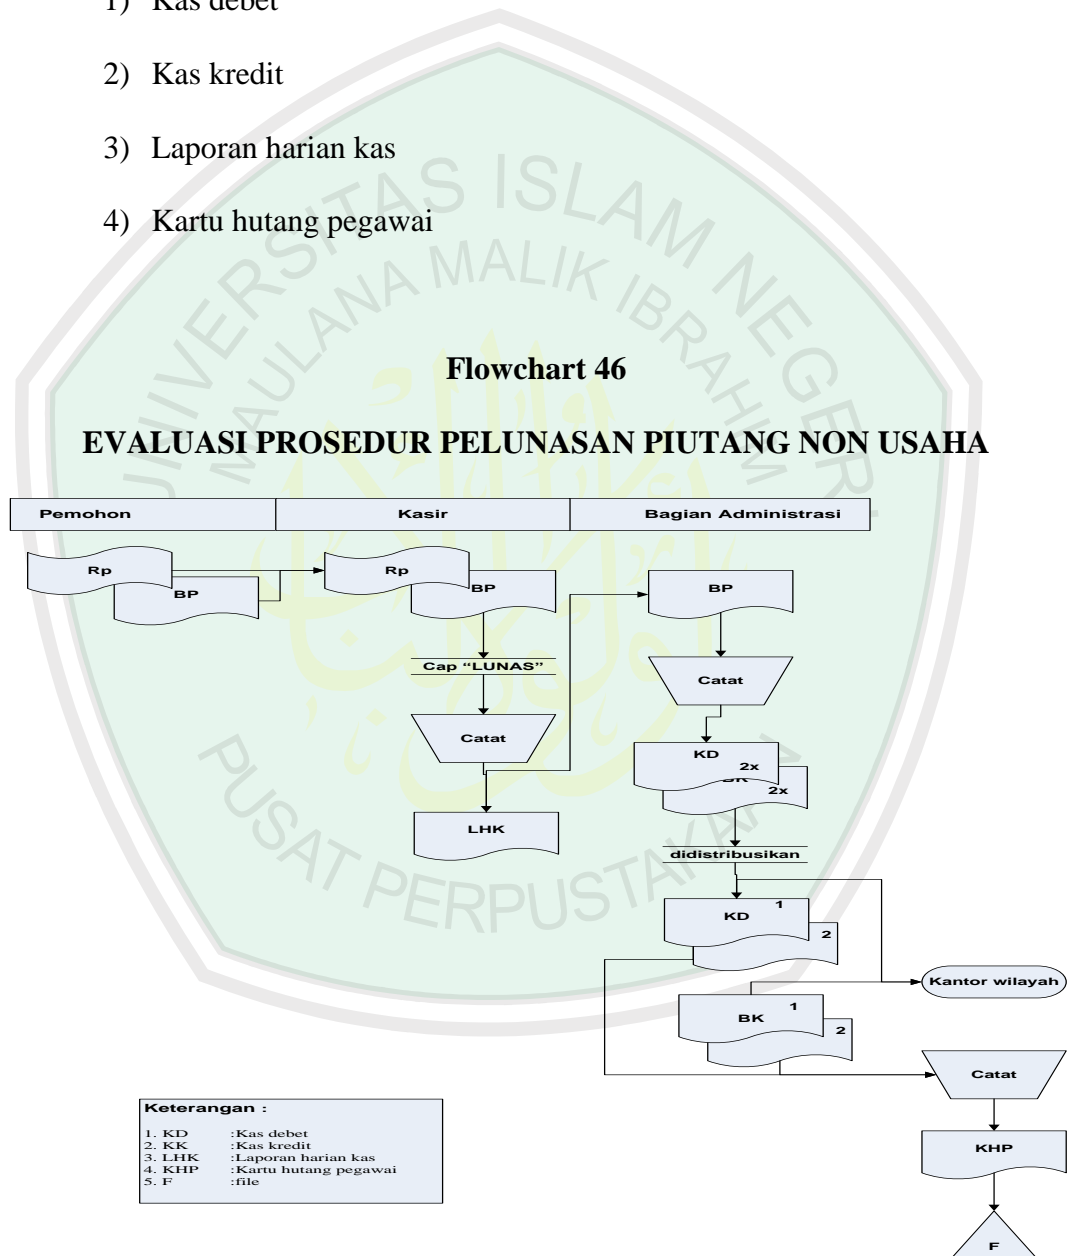 1) Kas debet
2) Kas kredit
3) Laporan harian kas
4) Kartu hutang pegawai
UNIVERSITAS ISLAM NEGERI
MAULANA MALIK IBRAHIM
Flowchart 46
EVALUASI PROSEDUR PELUNASAN PIUTANG NON USAHA
Pemohon Kasir Bagian Administrasi
Rp
BP
Rp
BP
BP
Cap “LUNAS”
Catat
Catat
KD
2x
BK
2x
LHK
didistribusikan
KD 1
2
Kantor wilayah
BK 1
2
Catat
KHP
F
Keterangan :
1. KD :Kas debet
2. KK :Kas kredit
3. LHK :Laporan harian kas
4. KHP :Kartu hutang pegawai
5. F :file
PUSAT PERPUSTAKAAN